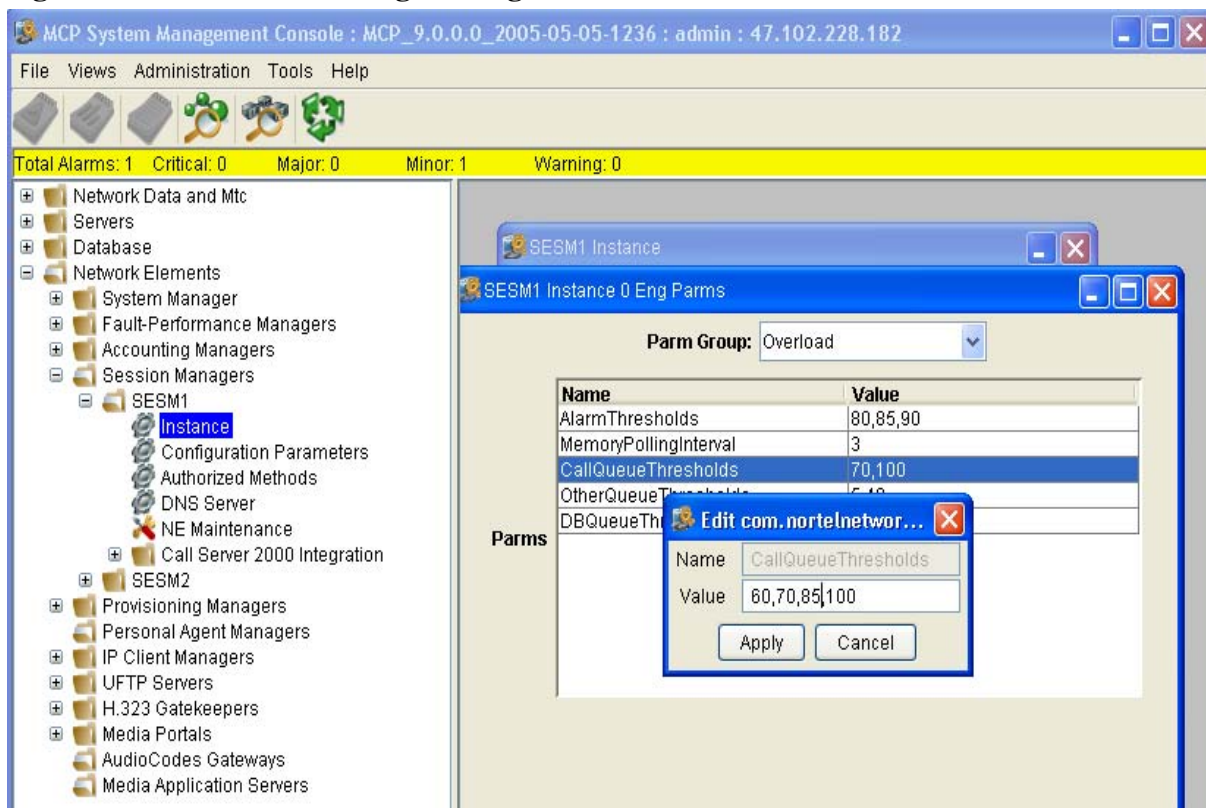 MCP System Management Console : MCP_9.0.0.0_2005-05-05-1236 : admin : 47.102.228.182
File Views Administration Tools Help
Total Alarms: 1 Critical: 0 Major: 0 Minor: 1 Warning: 0
Network Data and Mtc
Servers
Database
Network Elements
System Manager
Fault-Performance Managers
Accounting Managers
Session Managers
SESM1
Instance
Configuration Parameters
Authorized Methods
DNS Server
NE Maintenance
Call Server 2000 Integration
SESM2
Provisioning Managers
Personal Agent Managers
IP Client Managers
UFTP Servers
H.323 Gatekeepers
Media Portals
AudioCodes Gateways
Media Application Servers
SESM1 Instance
SESM1 Instance 0 Eng Parms
Parm Group: Overload
Parms
Name Value
AlarmThresholds 80,85,90
MemoryPollingInterval 3
CallQueueThresholds 70,100
Edit com.nortelnetwor...
Name CallQueueThresholds
Value 60,70,85,100
Apply Cancel